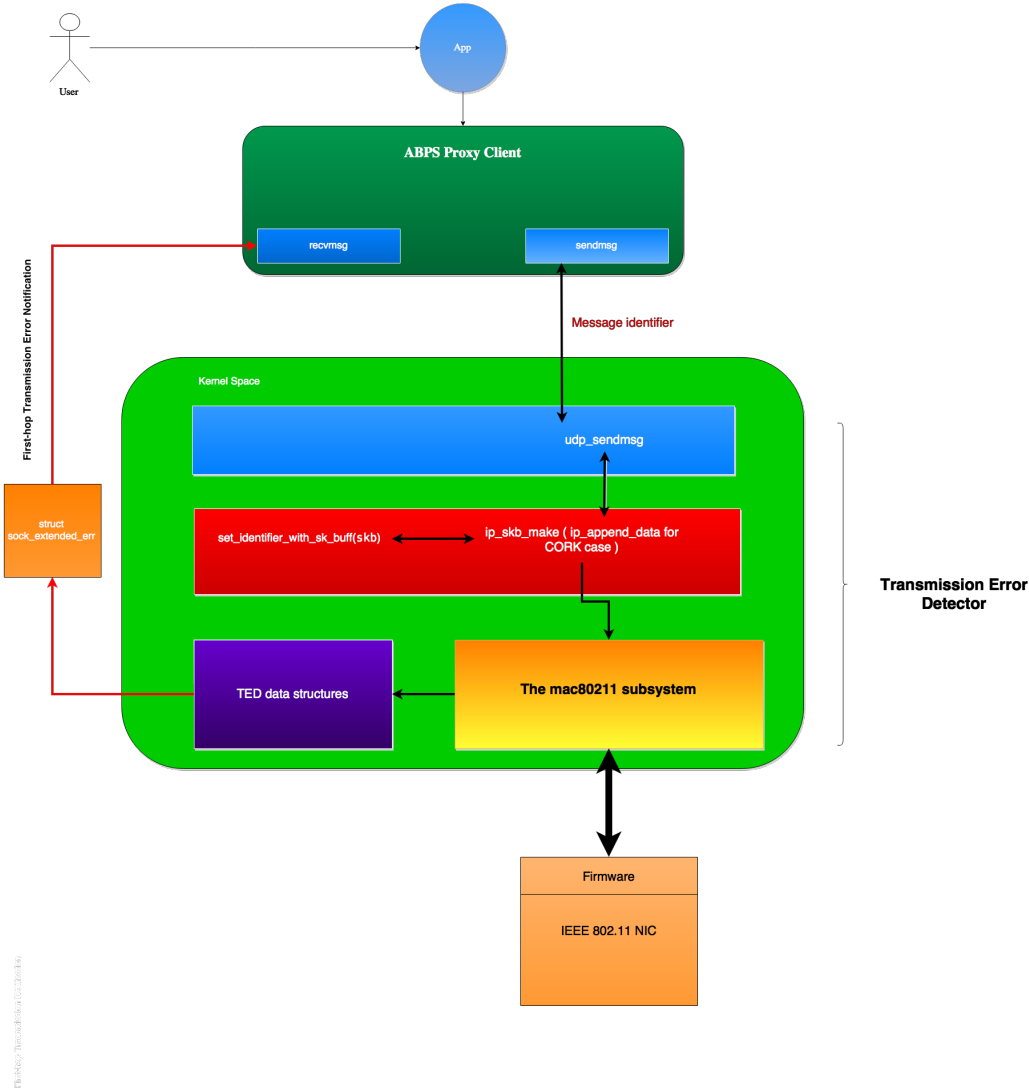 App
User
ABPS Proxy Client
recvmsg
sendmsg
First-hop Transmission Error Notification
Message identifier
Kernel Space
udp_sendmsg
struct
sock_extended_err
set_identifier_with_sk_buff(skb)
ip_skb_make ( ip_append_data for
CORK case )
Transmission Error
Detector
TED data structures
The mac80211 subsystem
Firmware
IEEE 802.11 NIC